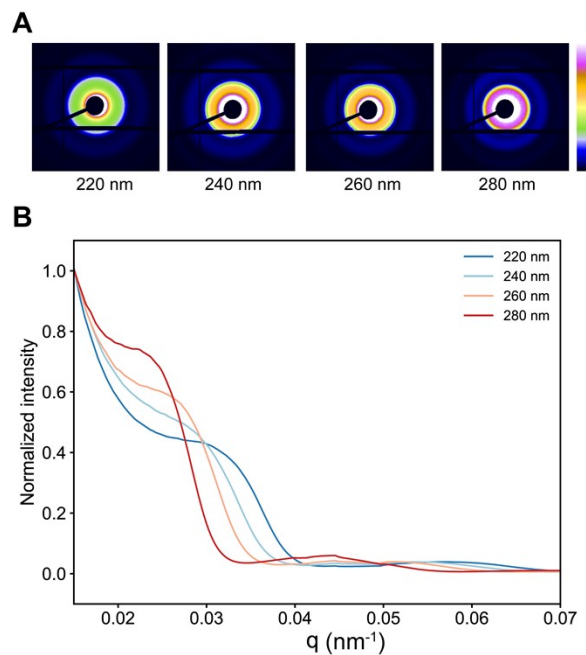 A
220 nm 240 nm 260 nm 280 nm
B
Normalized intensity
1.0
0.8
0.6
0.4
0.2
0.0
220 nm
240 nm
260 nm
280 nm
0.02 0.03 0.04 0.05 0.06 0.07
q (nm⁻¹)